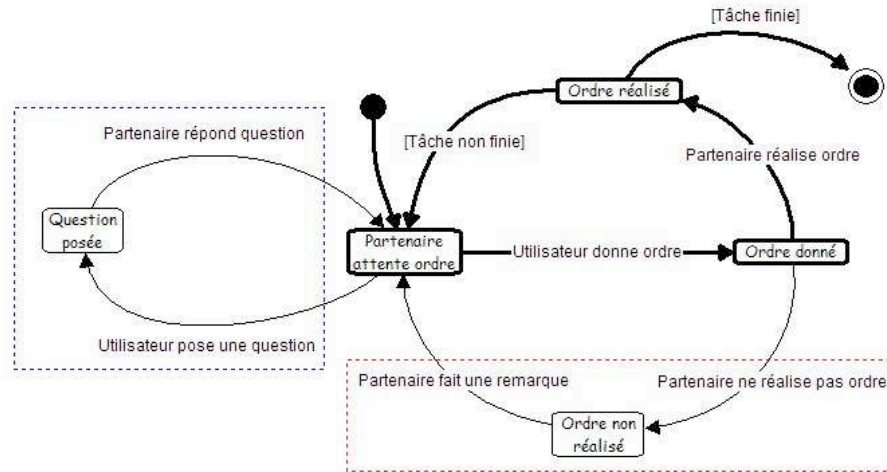 [Tâche finie]
Ordre réalisé
Partenaire répond question
[Tâche non finie]
Partenaire réalise ordre
Question
posée
Partenaire
attente ordre
Utilisateur donne ordre
Ordre donné
Utilisateur pose une question
Partenaire fait une remarque
Partenaire ne réalise pas ordre
Ordre non
réalisé